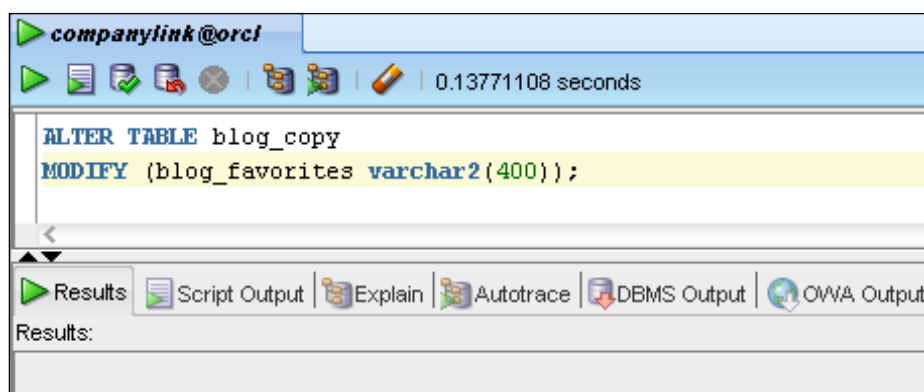 companylink@orcl
0.13771108 seconds
ALTER TABLE blog_copy
MODIFY (blog_favorites varchar2(400));
Results Script Output Explain Autotrace DBMS Output OWA Output
Results: